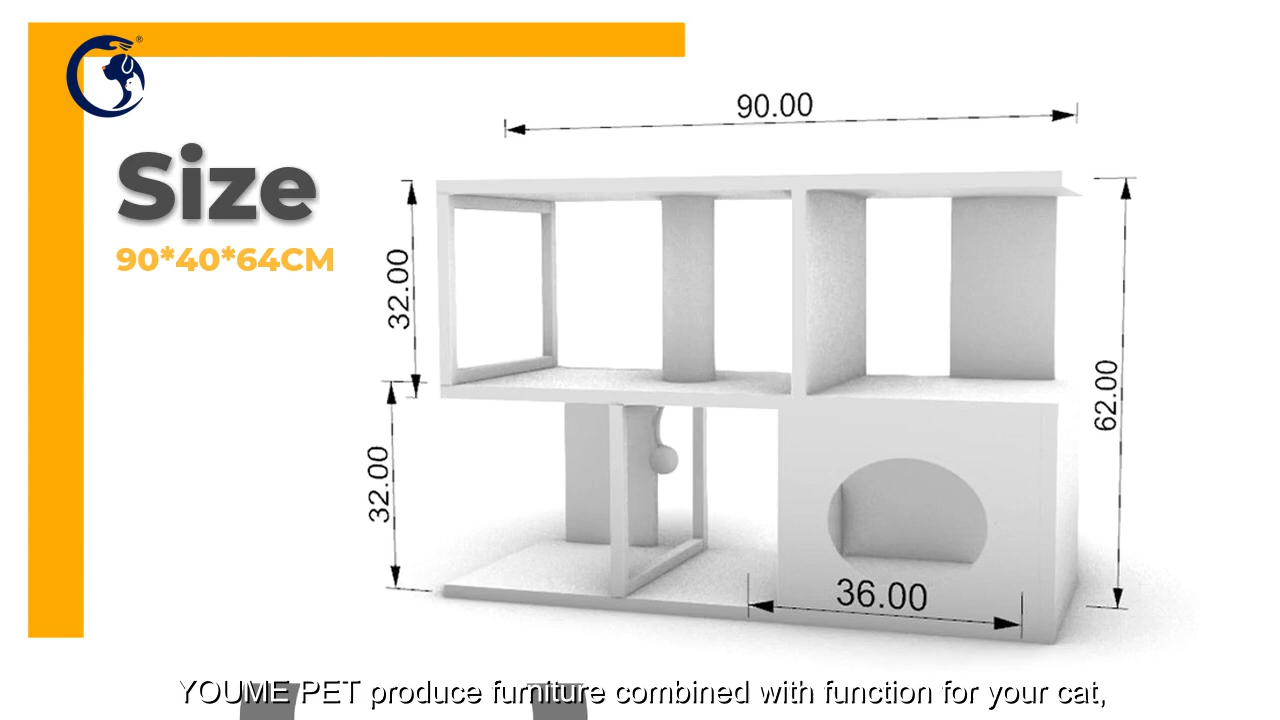 ®
Size
90*40*64CM
90.00
32.00
32.00
62.00
36.00
YOUME PET produce furniture combined with function for your cat,